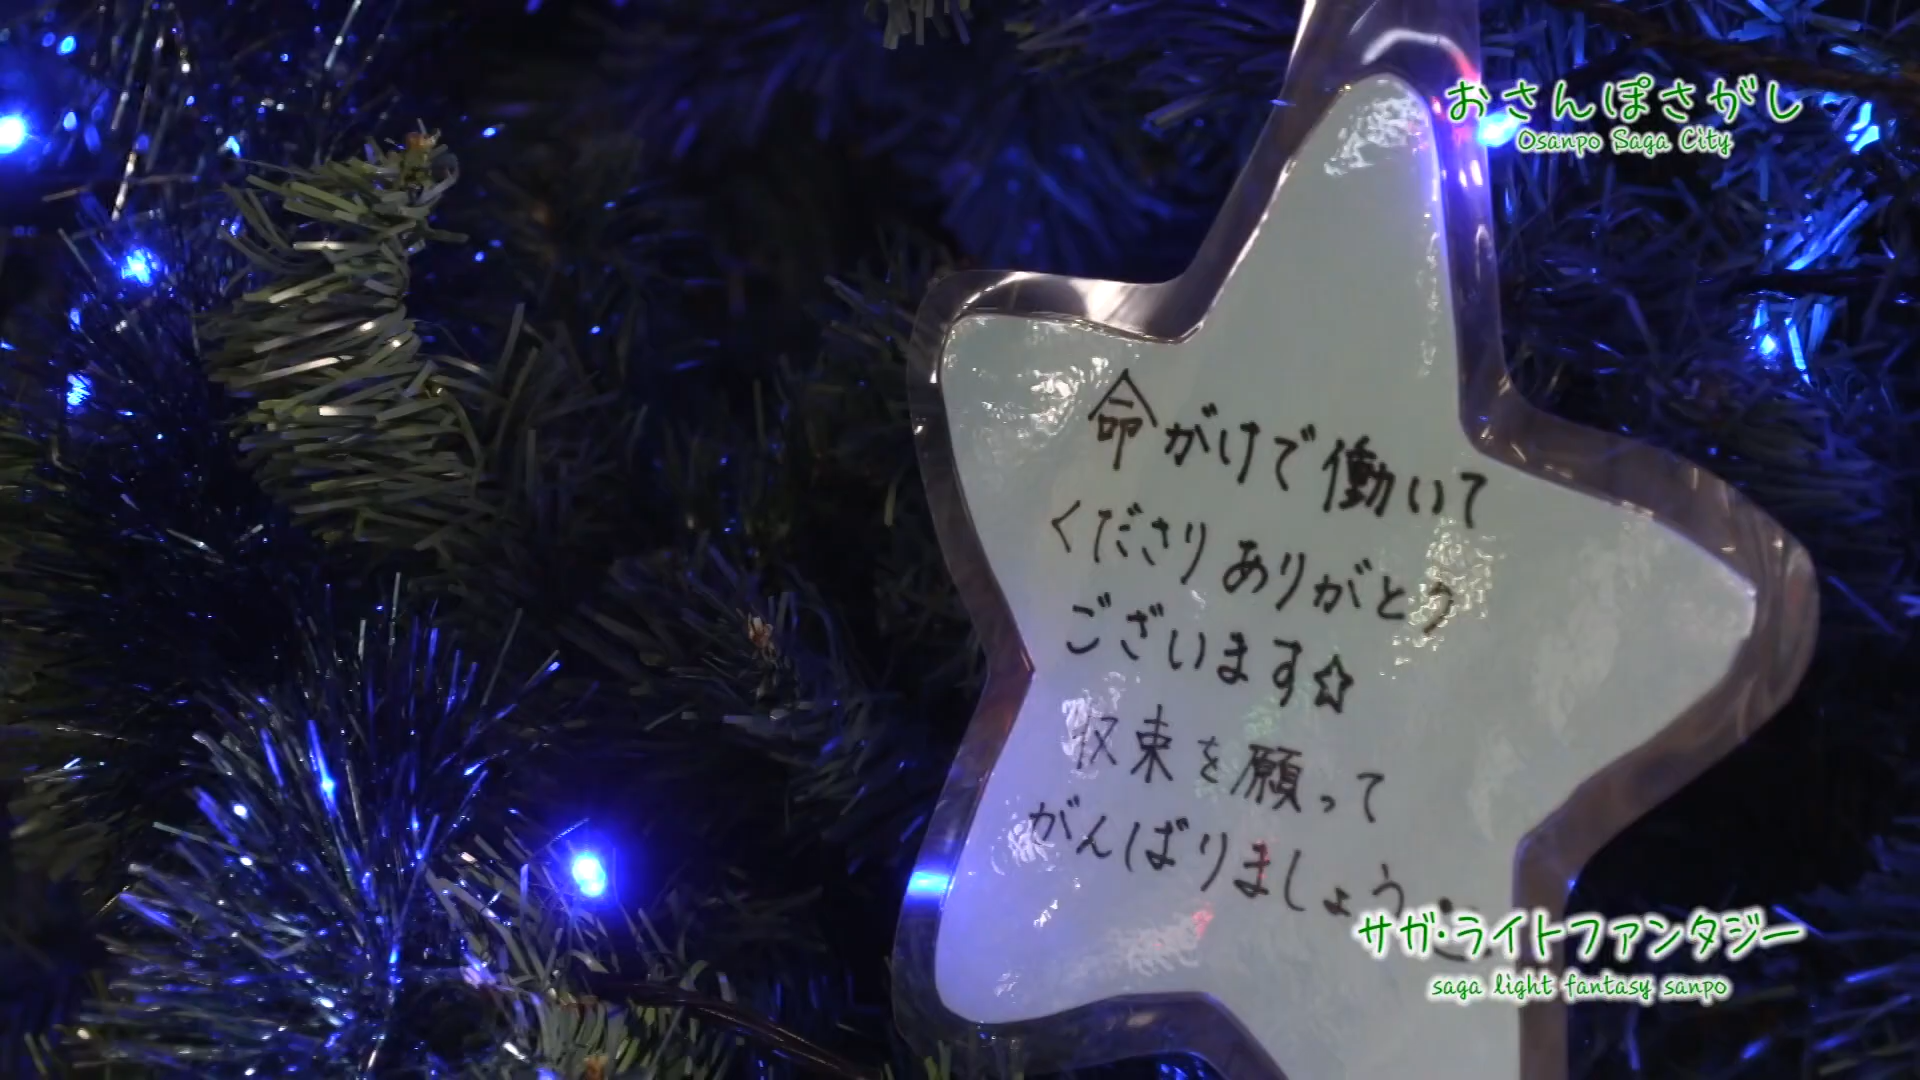 おさんぽさがし
Osanpo Saga City
命がけで働いて
くださりありがとう
ございます☆
収束を願って
がんばりましょう
サガ・ライトファンタジー
saga light fantasy sanpo